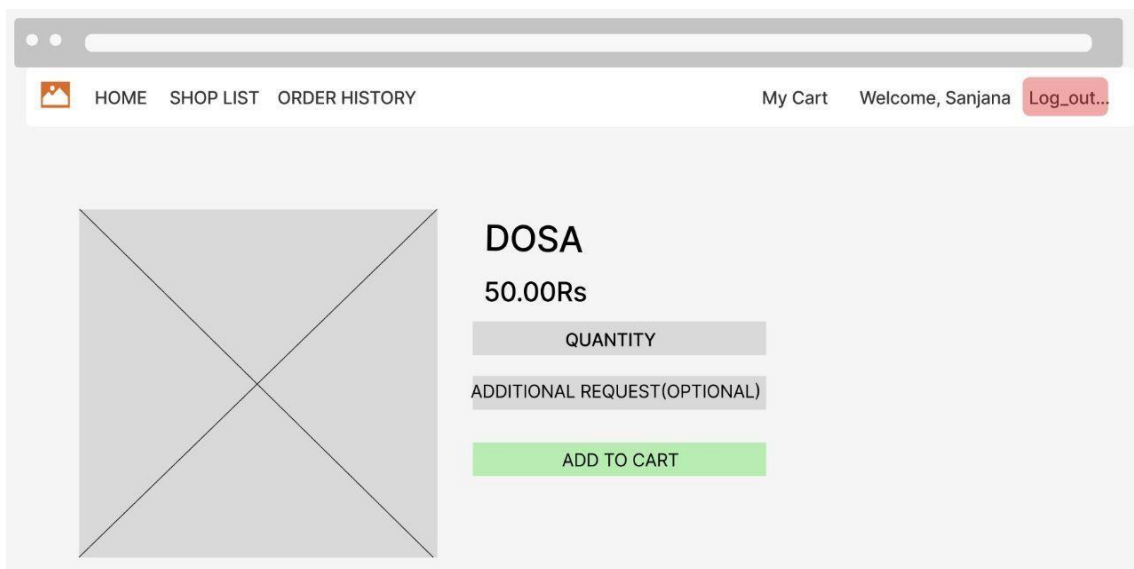 HOME SHOP LIST ORDER HISTORY My Cart Welcome, Sanjana Log_out...
DOSA
50.00Rs
QUANTITY
ADDITIONAL REQUEST(OPTIONAL)
ADD TO CART